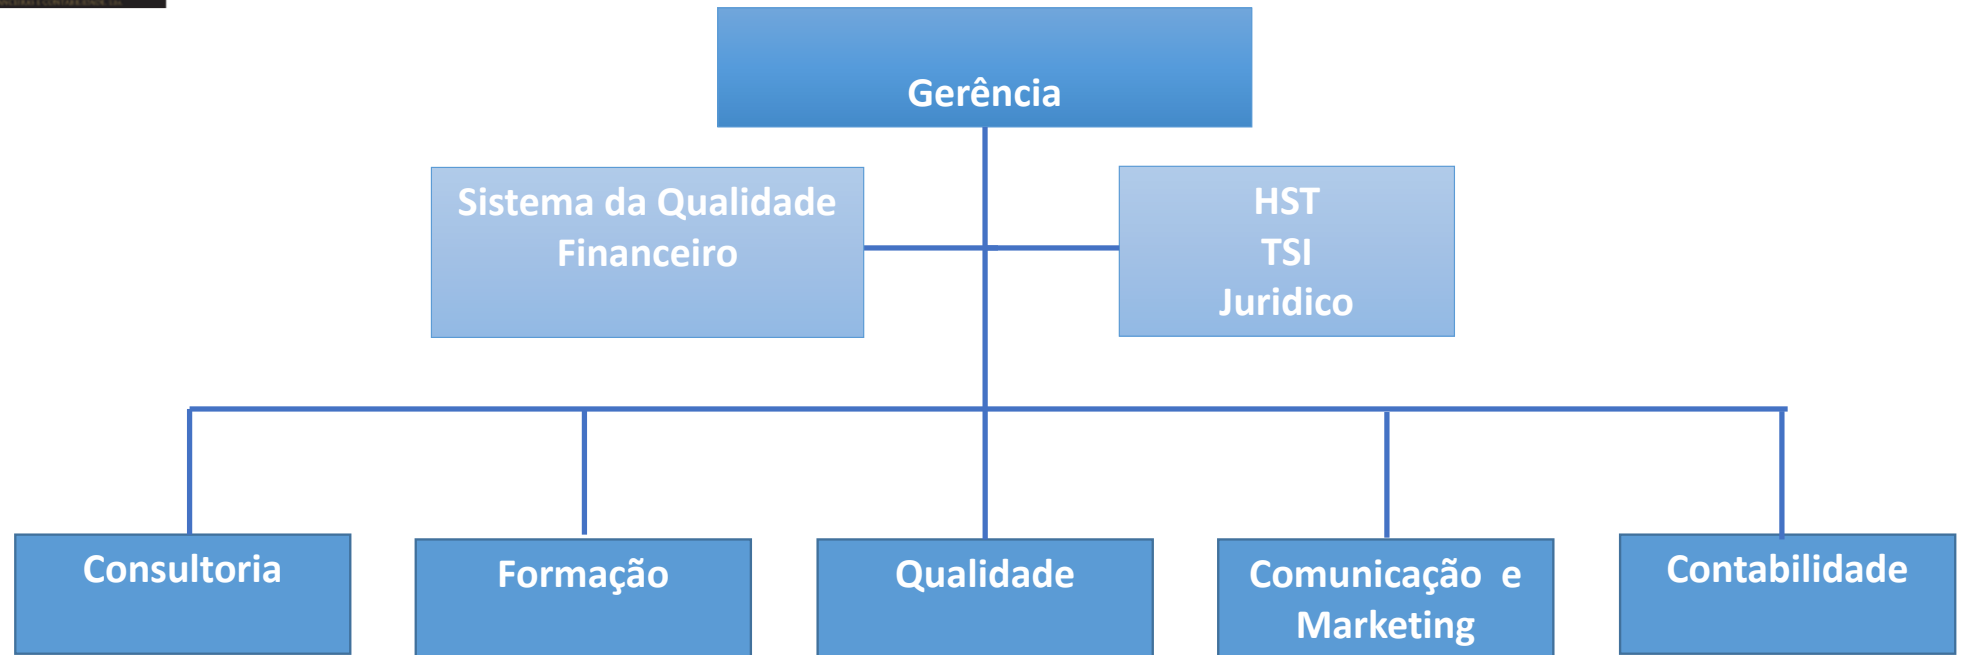 Gerência
Sistema da Qualidade
Financeiro
HST
TSI
Juridico
Consultoria
Formação
Qualidade
Comunicação e
Marketing
Contabilidade